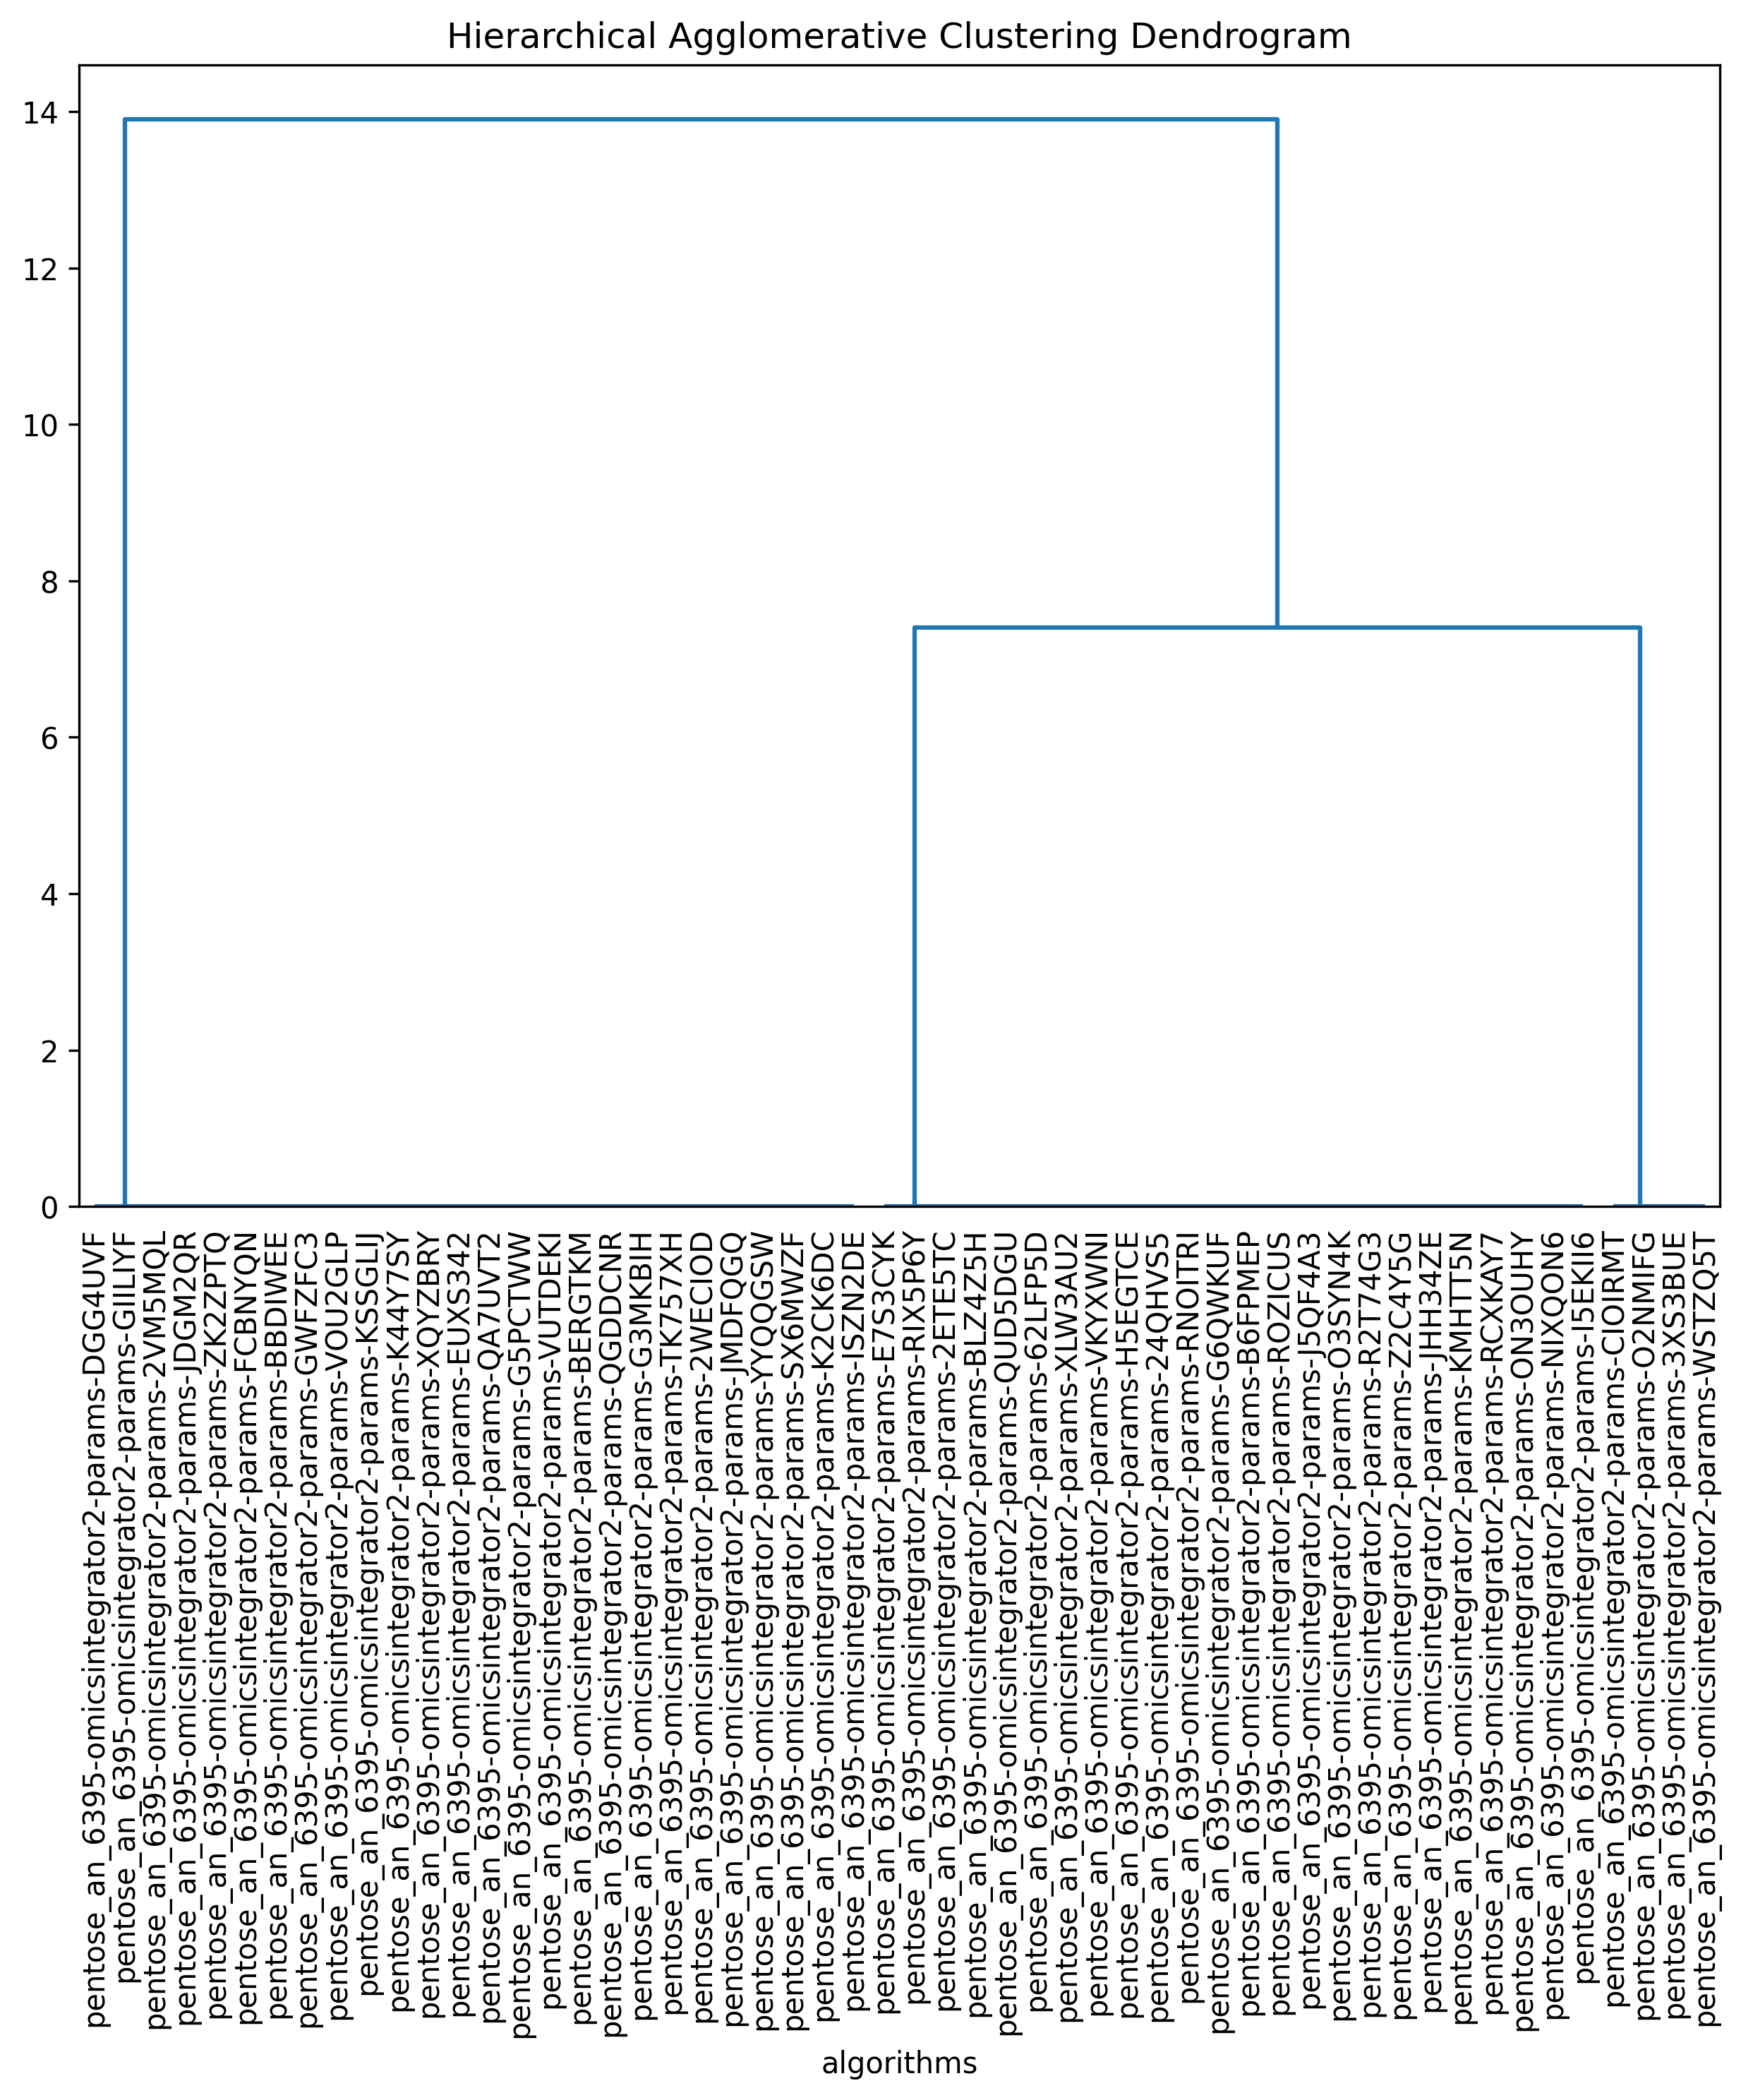 Hierarchical Agglomerative Clustering Dendrogram
14
12
10
8
6
4
2
0
pentose_an_6395-omicsintegrator2-params-DGG4UVF
pentose_an_6395-omicsintegrator2-params-GIILIYF
pentose_an_6395-omicsintegrator2-params-2VM5MQL
pentose_an_6395-omicsintegrator2-params-JDGM2QR
pentose_an_6395-omicsintegrator2-params-ZK2ZPTQ
pentose_an_6395-omicsintegrator2-params-FCBNYQN
pentose_an_6395-omicsintegrator2-params-BBDIWEE
pentose_an_6395-omicsintegrator2-params-GWFZFC3
pentose_an_6395-omicsintegrator2-params-VOU2GLP
pentose_an_6395-omicsintegrator2-params-KSSGLIJ
pentose_an_6395-omicsintegrator2-params-K44Y7SY
pentose_an_6395-omicsintegrator2-params-XQYZBRY
pentose_an_6395-omicsintegrator2-params-EUXS342
pentose_an_6395-omicsintegrator2-params-QA7UVT2
pentose_an_6395-omicsintegrator2-params-G5PCTWW
pentose_an_6395-omicsintegrator2-params-VUTDEKI
pentose_an_6395-omicsintegrator2-params-BERGTKM
pentose_an_6395-omicsintegrator2-params-QGDDCNR
pentose_an_6395-omicsintegrator2-params-G3MKBIH
pentose_an_6395-omicsintegrator2-params-TK757XH
pentose_an_6395-omicsintegrator2-params-2WECIOD
pentose_an_6395-omicsintegrator2-params-JMDFQGQ
pentose_an_6395-omicsintegrator2-params-YYQQGSW
pentose_an_6395-omicsintegrator2-params-SX6MWZF
pentose_an_6395-omicsintegrator2-params-K2CK6DC
pentose_an_6395-omicsintegrator2-params-ISZN2DE
pentose_an_6395-omicsintegrator2-params-E7S3CYK
pentose_an_6395-omicsintegrator2-params-RIX5P6Y
pentose_an_6395-omicsintegrator2-params-2ETE5TC
pentose_an_6395-omicsintegrator2-params-BLZ4Z5H
pentose_an_6395-omicsintegrator2-params-QUD5DGU
pentose_an_6395-omicsintegrator2-params-62LFP5D
pentose_an_6395-omicsintegrator2-params-XLW3AU2
pentose_an_6395-omicsintegrator2-params-VKYXWNI
pentose_an_6395-omicsintegrator2-params-H5EGTCE
pentose_an_6395-omicsintegrator2-params-24QHVS5
pentose_an_6395-omicsintegrator2-params-RNOUTRI
pentose_an_6395-omicsintegrator2-params-G6QWKUF
pentose_an_6395-omicsintegrator2-params-B6FPMEP
pentose_an_6395-omicsintegrator2-params-ROZICUS
pentose_an_6395-omicsintegrator2-params-J5QF4A3
pentose_an_6395-omicsintegrator2-params-O3SYN4K
pentose_an_6395-omicsintegrator2-params-R2T74G3
pentose_an_6395-omicsintegrator2-params-Z2C4Y5G
pentose_an_6395-omicsintegrator2-params-JHH34ZE
pentose_an_6395-omicsintegrator2-params-KMHTT5N
pentose_an_6395-omicsintegrator2-params-RCXKAY7
pentose_an_6395-omicsintegrator2-params-ON3OUHY
pentose_an_6395-omicsintegrator2-params-NIXQON6
pentose_an_6395-omicsintegrator2-params-I5EKII6
pentose_an_6395-omicsintegrator2-params-CIOIRMT
pentose_an_6395-omicsintegrator2-params-O2NMIFG
pentose_an_6395-omicsintegrator2-params-3XS3BUE
pentose_an_6395-omicsintegrator2-params-WSTZQ5T
algorithms